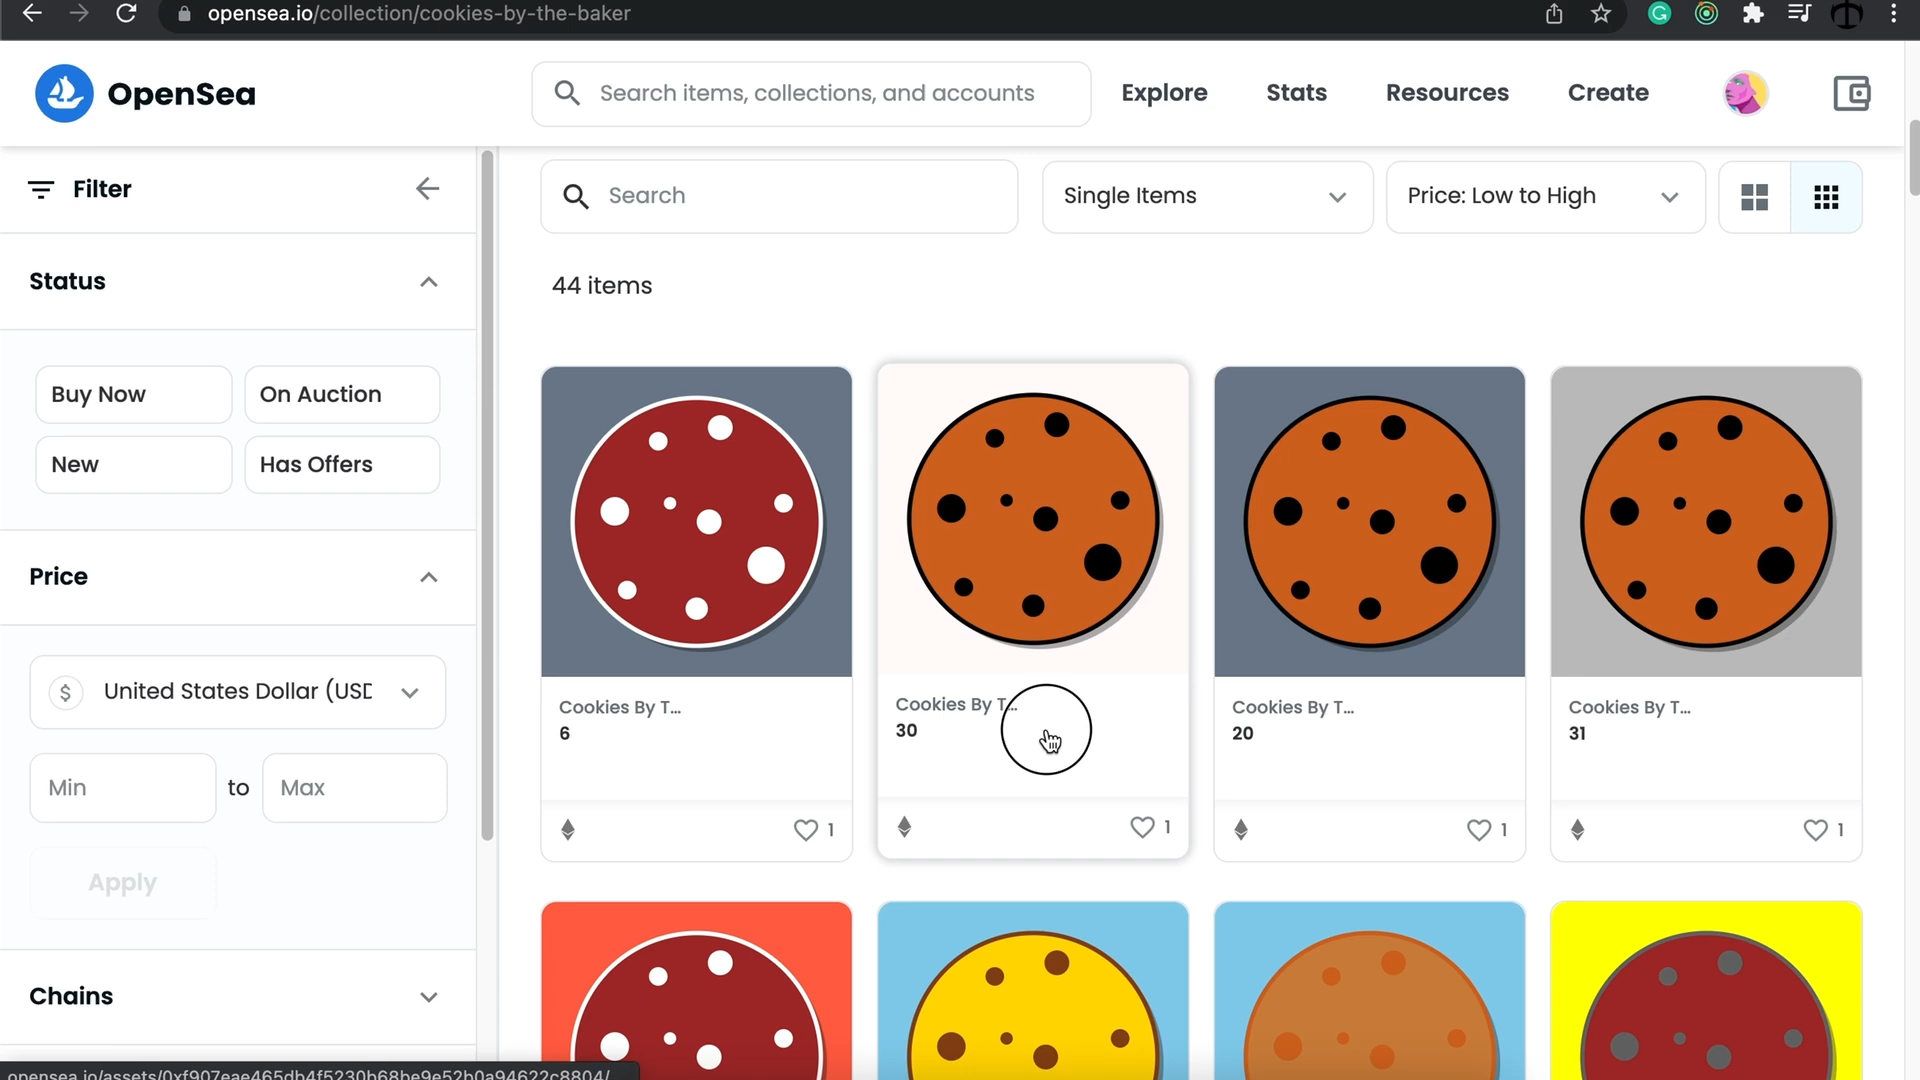 opensea.io/collection/cookies-by-the-baker
OpenSea
Search items, collections, and accounts
Explore
Stats
Resources
Create
Filter
Search
Single Items
Price: Low to High
44 items
Status
Buy Now
On Auction
New
Has Offers
Price
$ United States Dollar (USD
Min
to
Max
Apply
Chains
Cookies By T...
6
1
Cookies By T...
30
1
Cookies By T...
20
1
Cookies By T...
31
1
opensea.io/assets/0xf907eae465db4f5230b68be9e52b0a94622c8804/